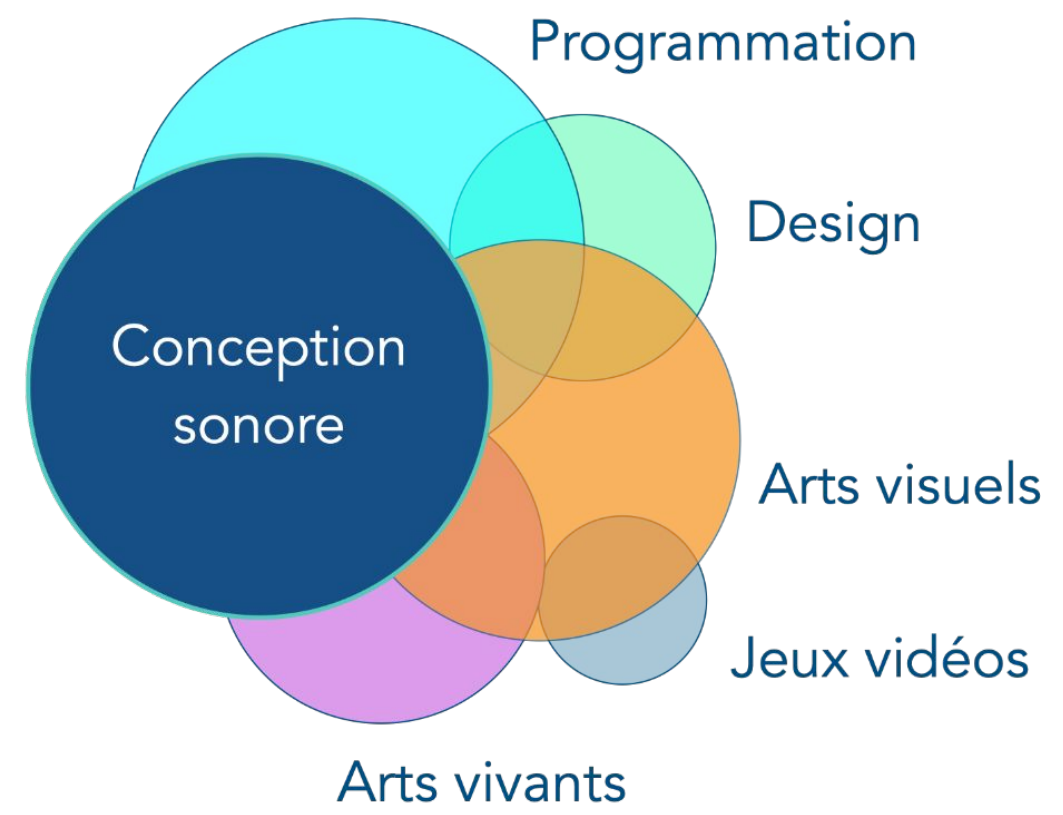 Programmation
Design
Conception
sonore
Arts visuels
Jeux vidéos
Arts vivants